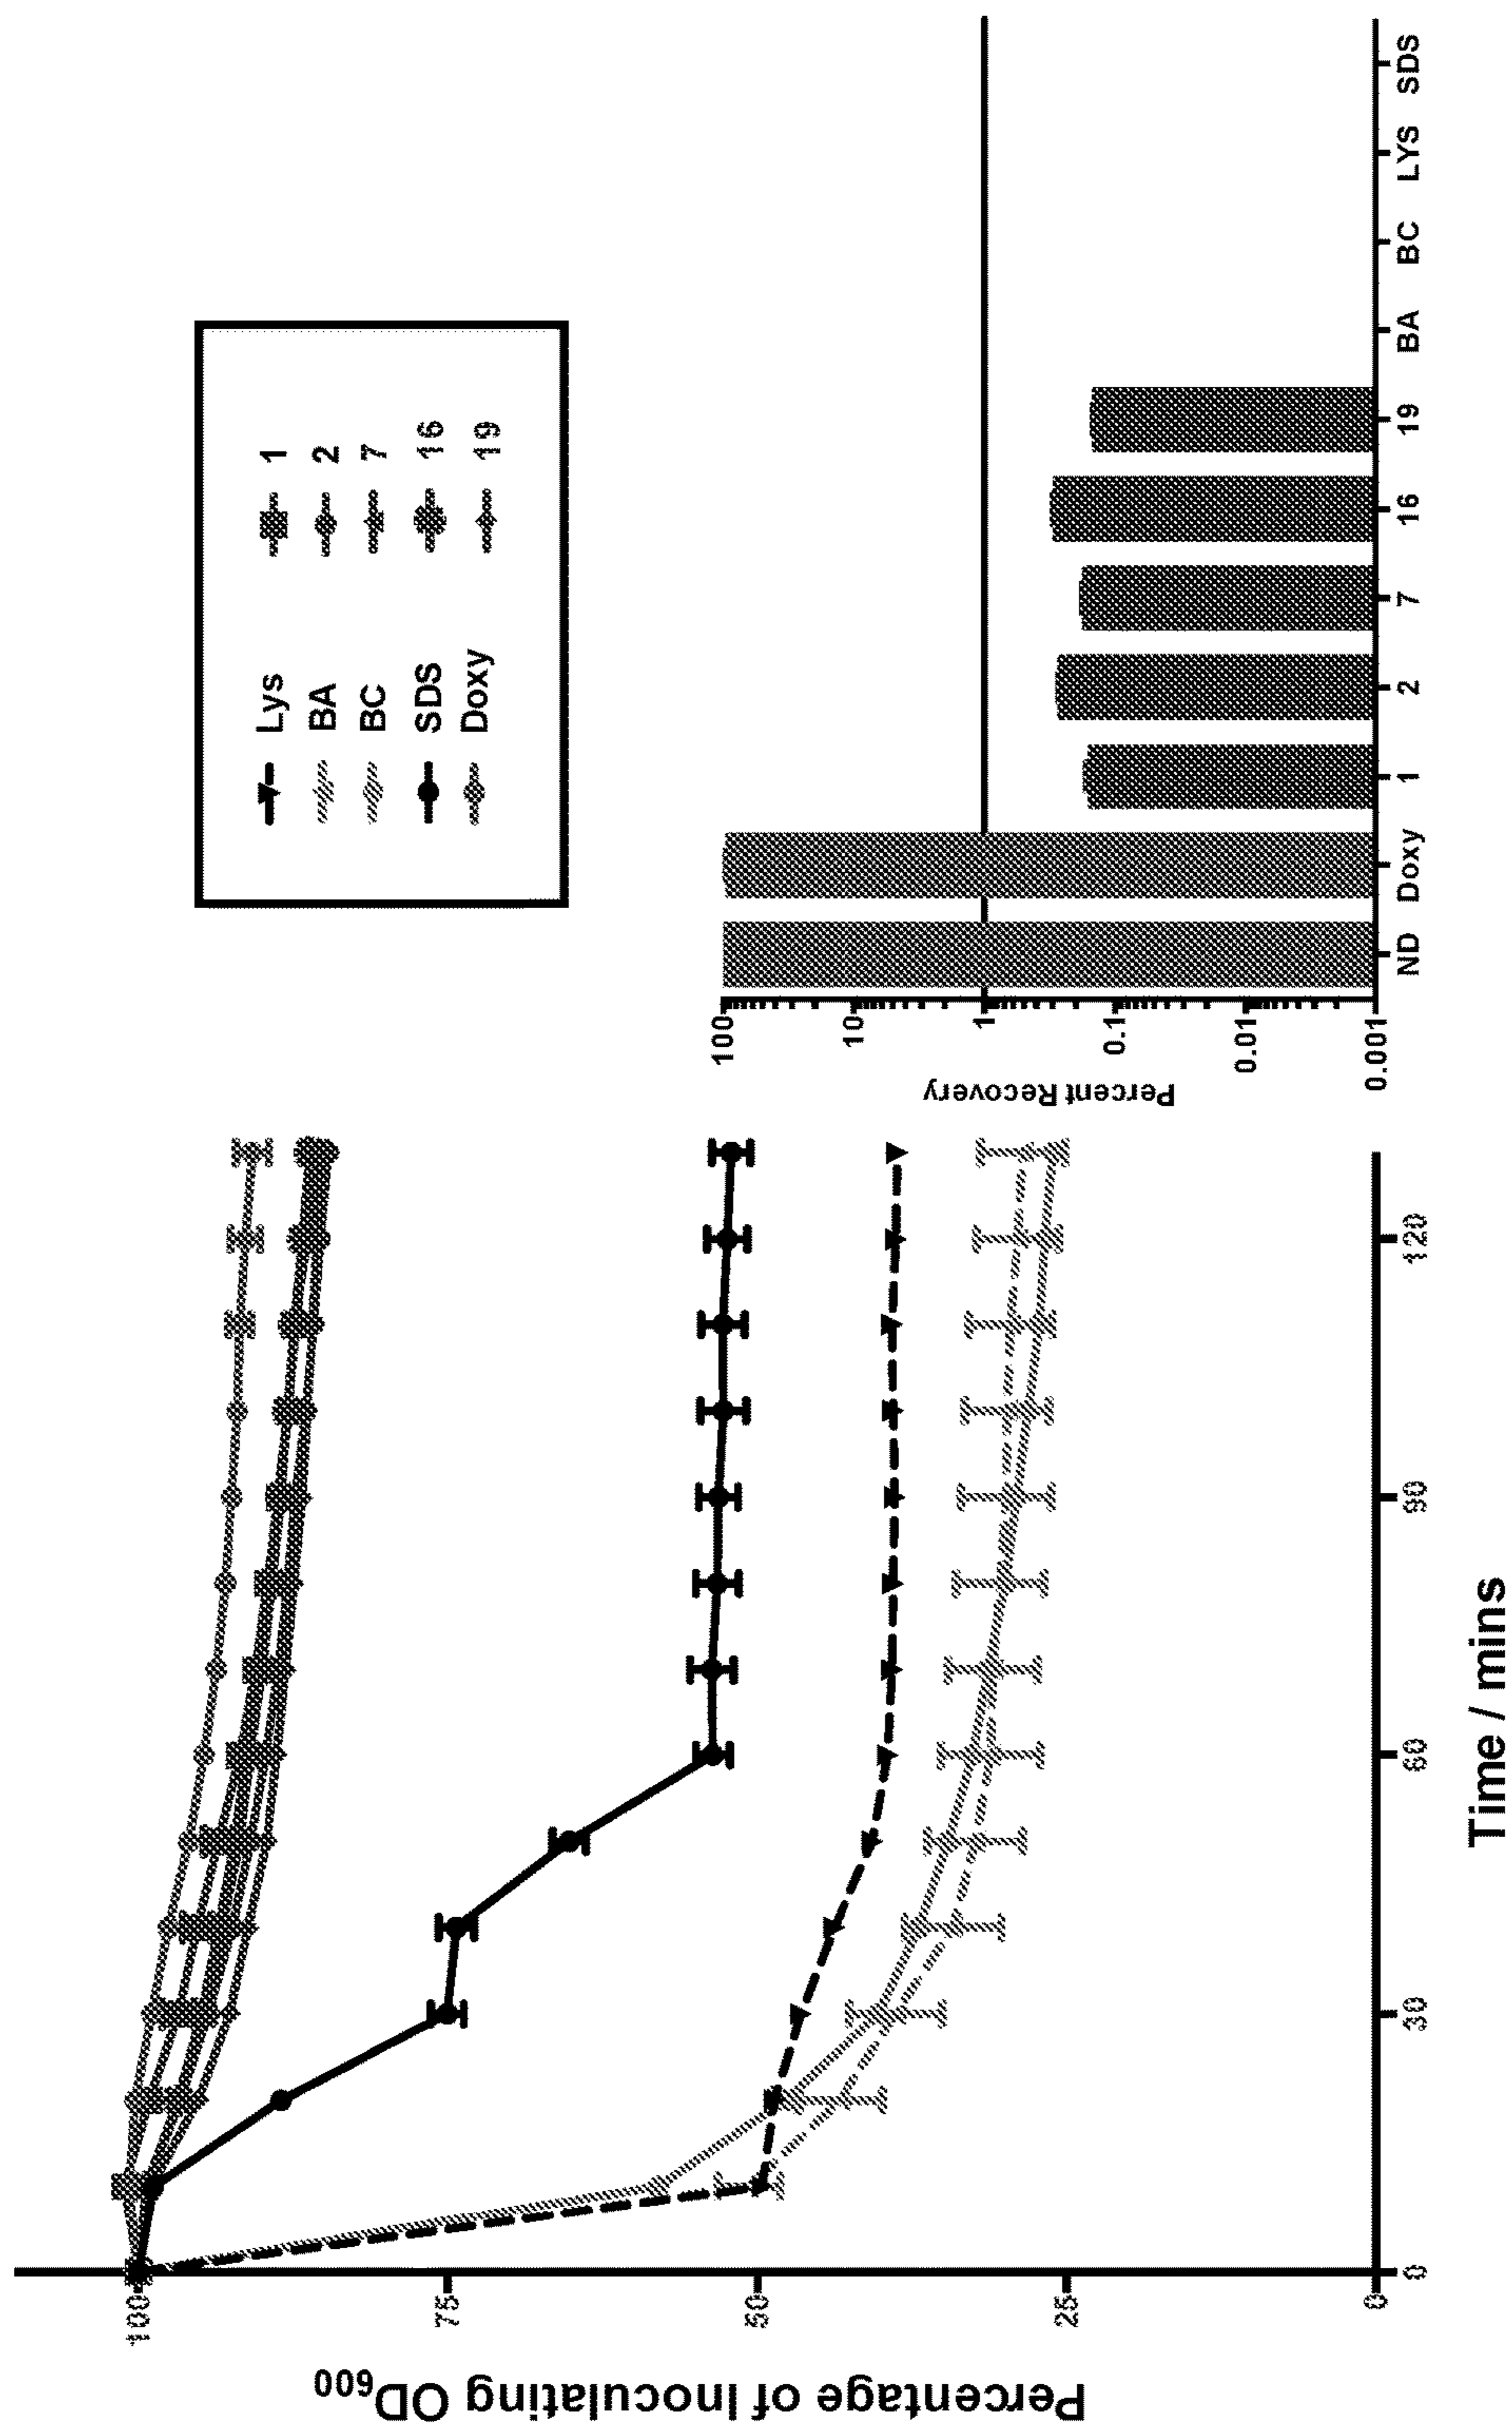 Percentage of Inoculating OD600
100
75
50
25
0
0
30
60
90
120
Time / mins
Lys
BA
BC
SDS
Doxy
1
2
7
16
19
Percent Recovery
100
10
1
0.1
0.01
0.001
ND Doxy 1 2 7 16 19 BA BC LYS SDS